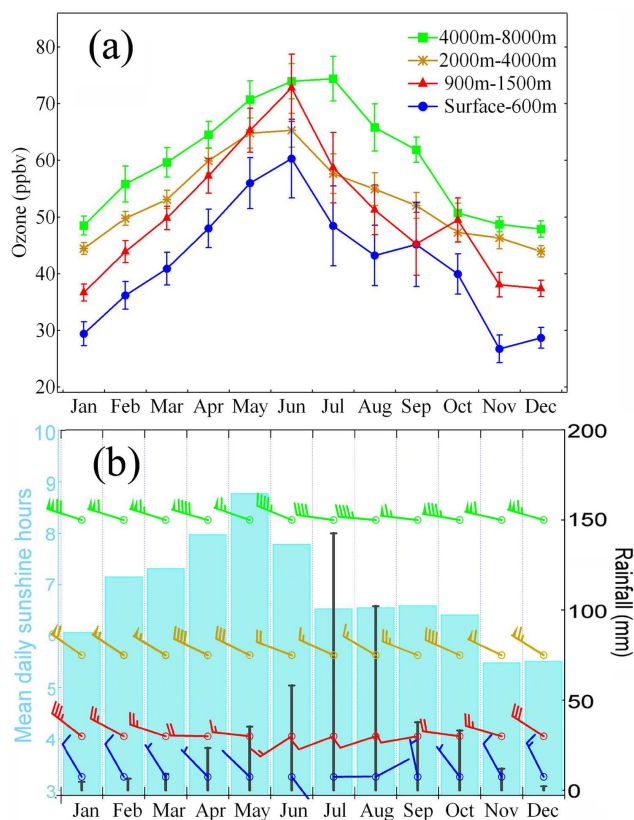 (a)
4000m-8000m
2000m-4000m
900m-1500m
Surface-600m
Ozone (ppbv)
80
70
60
50
40
30
20
Jan Feb Mar Apr May Jun Jul Aug Sep Oct Nov Dec
(b)
Mean daily sunshine hours
10
9
8
7
6
5
4
3
200
150
100
50
0
Rainfall (mm)
Jan Feb Mar Apr May Jun Jul Aug Sep Oct Nov Dec